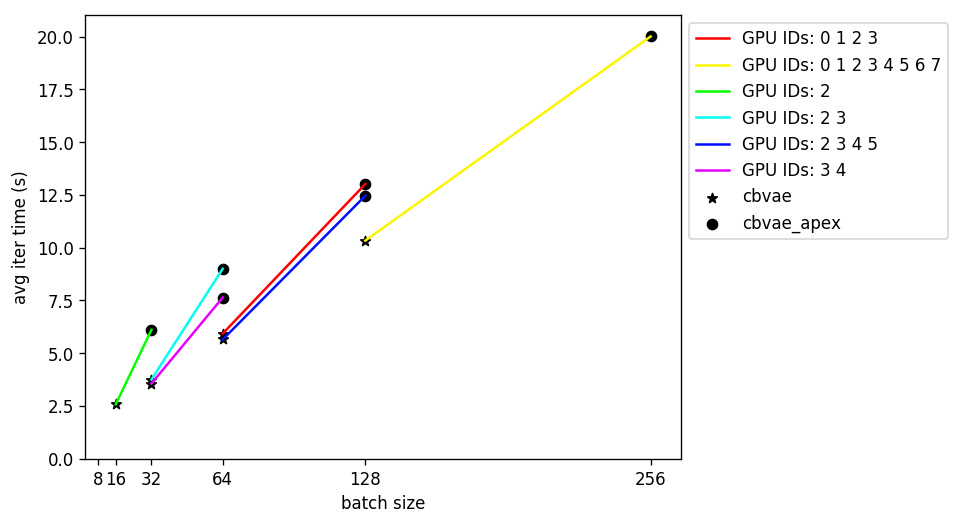 20.0
17.5
15.0
12.5
10.0
7.5
5.0
2.5
0.0
avg iter time (s)
8 16 32 64 128 256
batch size
GPU IDs: 0 1 2 3
GPU IDs: 0 1 2 3 4 5 6 7
GPU IDs: 2
GPU IDs: 2 3
GPU IDs: 2 3 4 5
GPU IDs: 3 4
cbvae
cbvae_apex